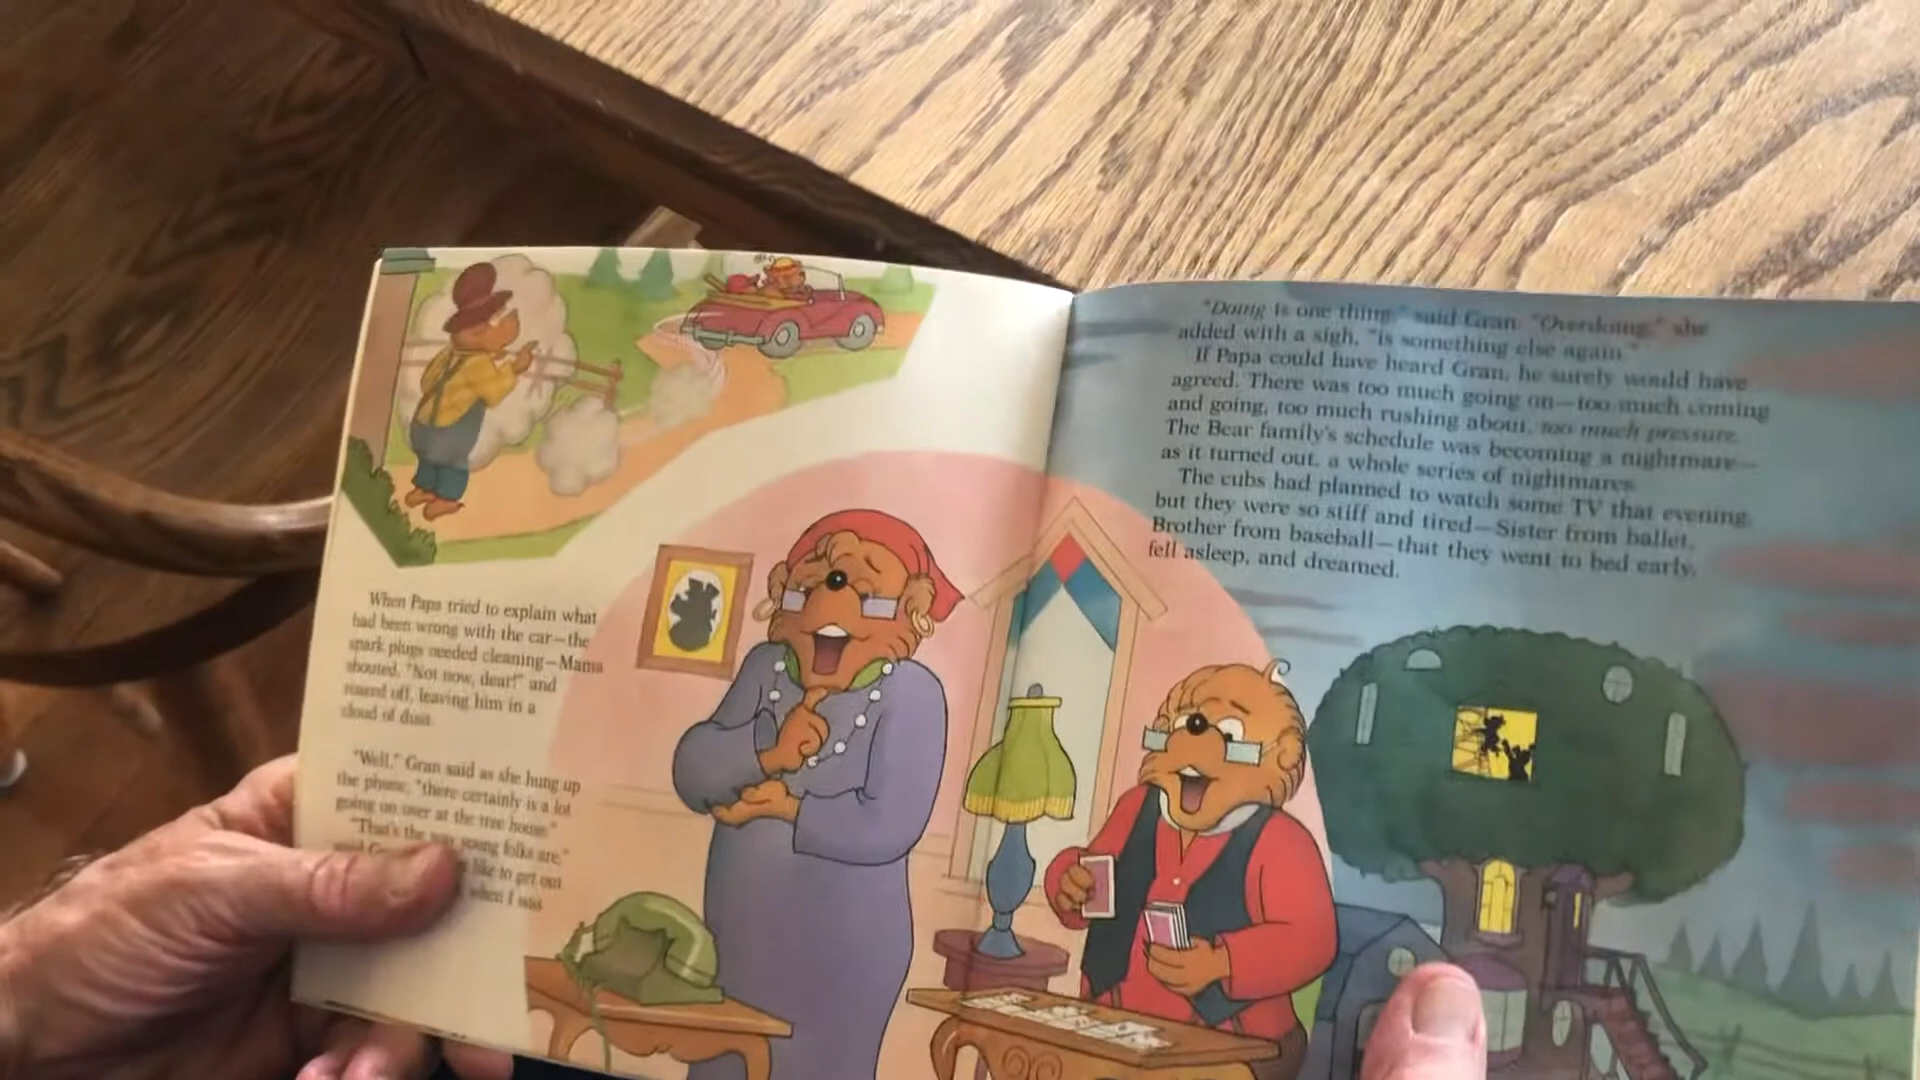 When Papa tried to explain what
had been wrong with the car—the
spark plugs needed cleaning—Mama
shouted, "Not now, dear!" and
roared off, leaving him in a
cloud of dust.
"Well," Gran said as she hung up
the phone, "there certainly is a lot
going on over at the tree house."
"That's the way young folks are,"
said like to get out
when I was
"Doing is one thing," said Gran. "Overdoing," she
added with a sigh, "is something else again."
If Papa could have heard Gran, he surely would have
agreed. There was too much going on—too much coming
and going, too much rushing about, too much pressure.
The Bear family's schedule was becoming a nightmare—
as it turned out, a whole series of nightmares.
The cubs had planned to watch some TV that evening,
but they were so stiff and tired—Sister from ballet,
Brother from baseball—that they went to bed early,
fell asleep, and dreamed.